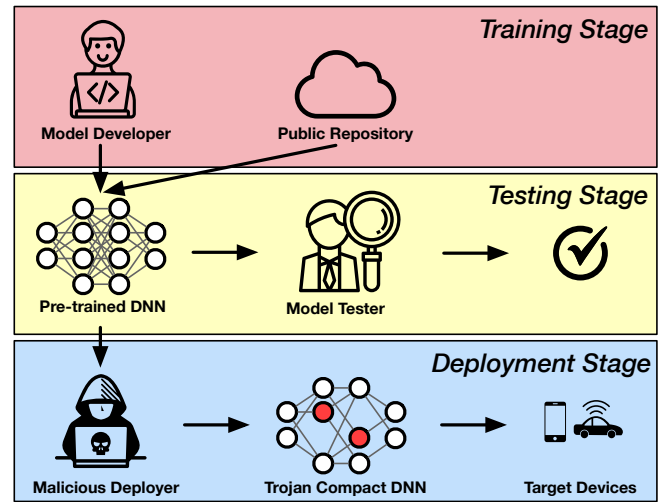 Training Stage
</>
Model Developer
Public Repository
Testing Stage
Pre-trained DNN
Model Tester
Deployment Stage
Malicious Deployer
Trojan Compact DNN
Target Devices